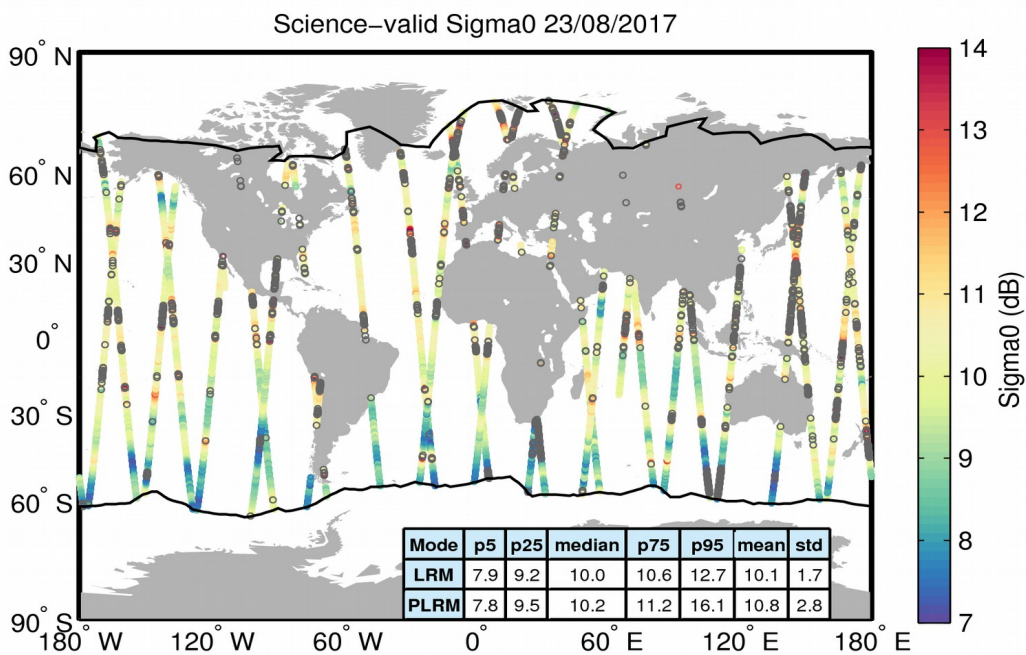 Science−valid Sigma0 23/08/2017
90° N
60° N
30° N
0°
30° S
60° S
90° S
180° W
120° W
60° W
0°
60° E
120° E
180° E
14
13
12
11
10
9
8
7
Sigma0 (dB)
Mode p5 p25 median p75 p95 mean std
LRM 7.9 9.2 10.0 10.6 12.7 10.1 1.7
PLRM 7.8 9.5 10.2 11.2 16.1 10.8 2.8